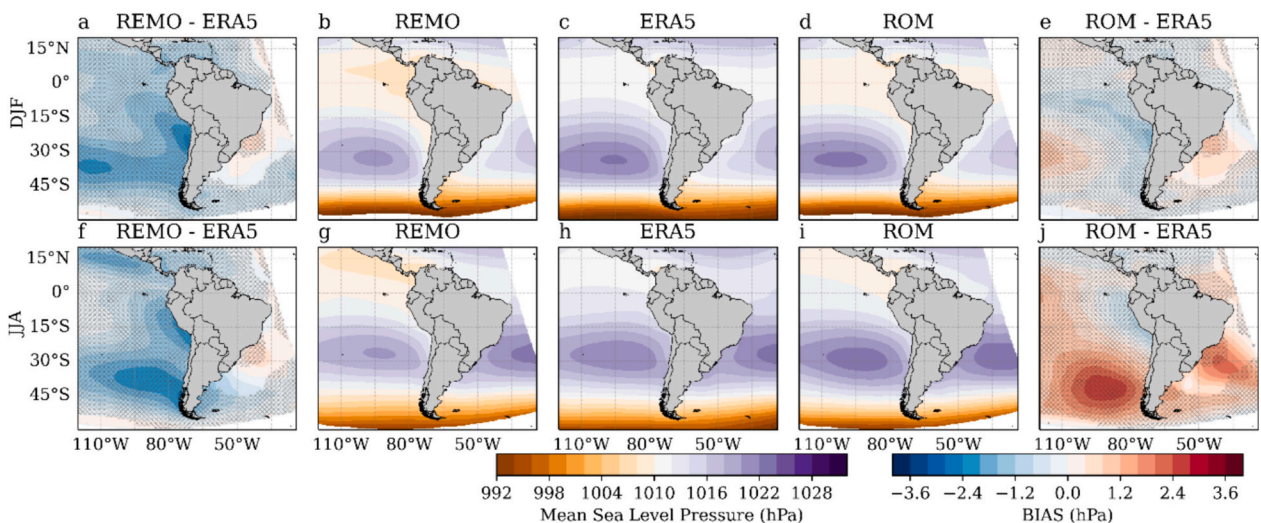 a REMO - ERA5 b REMO c ERA5 d ROM e ROM - ERA5
15°N
0°
15°S
30°S
45°S
DJF
f REMO - ERA5 g REMO h ERA5 i ROM j ROM - ERA5
15°N
0°
15°S
30°S
45°S
JJA
110°W 80°W 50°W 110°W 80°W 50°W 110°W 80°W 50°W 110°W 80°W 50°W 110°W 80°W 50°W
992 998 1004 1010 1016 1022 1028
Mean Sea Level Pressure (hPa)
−3.6 −2.4 −1.2 0.0 1.2 2.4 3.6
BIAS (hPa)